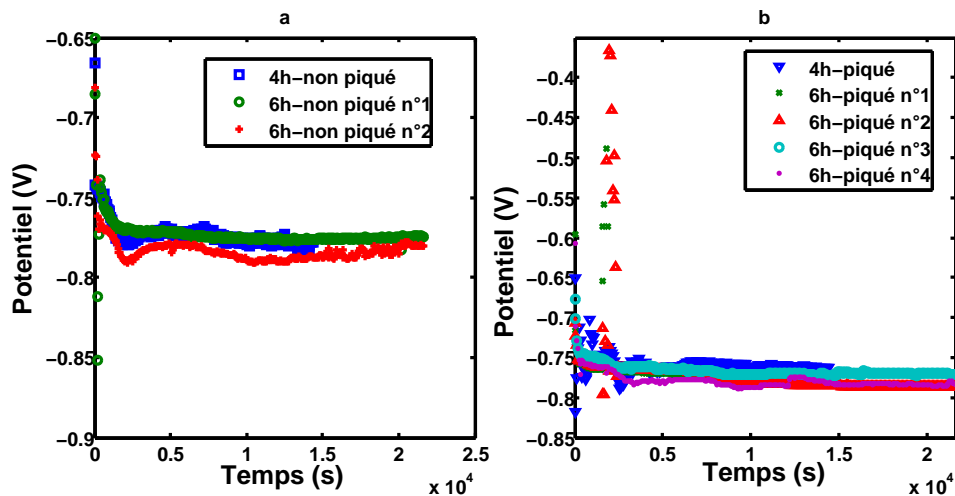 a
−0.65
−0.7
−0.75
−0.8
−0.85
−0.9
Potentiel (V)
4h−non piqué
6h−non piqué n°1
6h−non piqué n°2
0 0.5 1 1.5 2 2.5
Temps (s)
x 10^4
b
−0.4
−0.45
−0.5
−0.55
−0.6
−0.65
−0.7
−0.75
−0.8
−0.85
Potentiel (V)
4h−piqué
6h−piqué n°1
6h−piqué n°2
6h−piqué n°3
6h−piqué n°4
0 0.5 1 1.5 2
Temps (s)
x 10^4